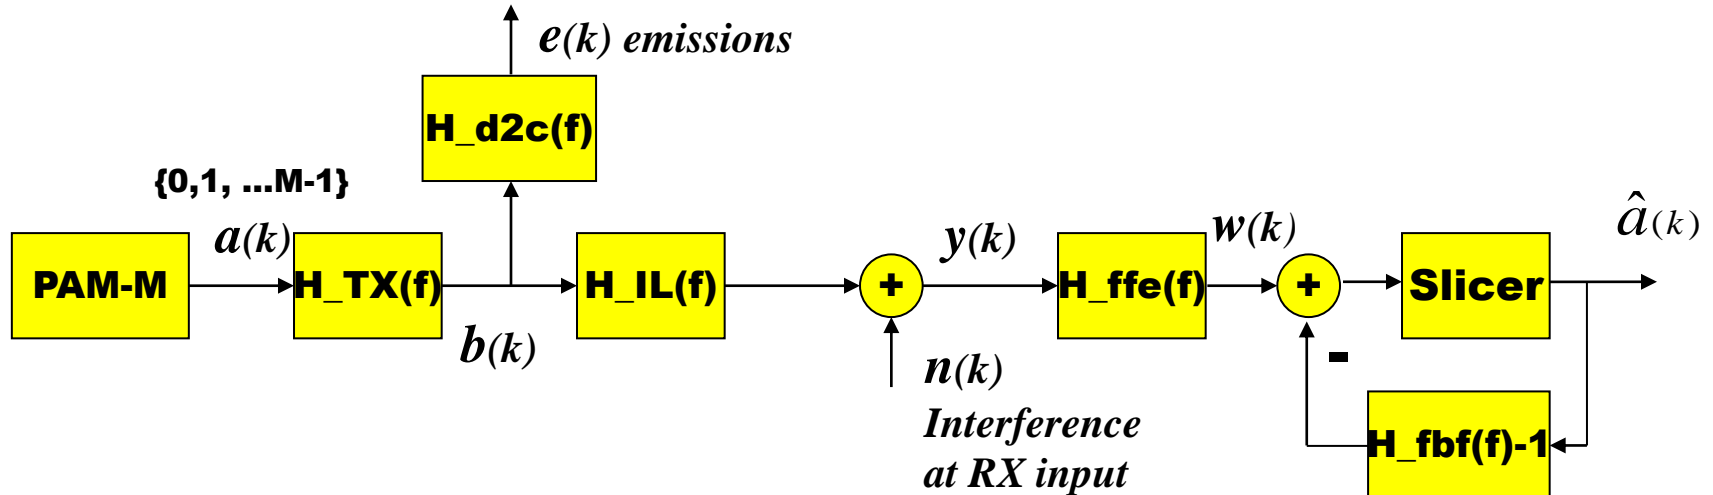 e(k) emissions
H_d2c(f)
{0,1, ...M-1}
a(k)
y(k)
w(k)
â(k)
PAM-M
H_TX(f)
H_IL(f)
+
H_ffe(f)
+
Slicer
b(k)
-
n(k)
Interference
at RX input
H_fbf(f)-1